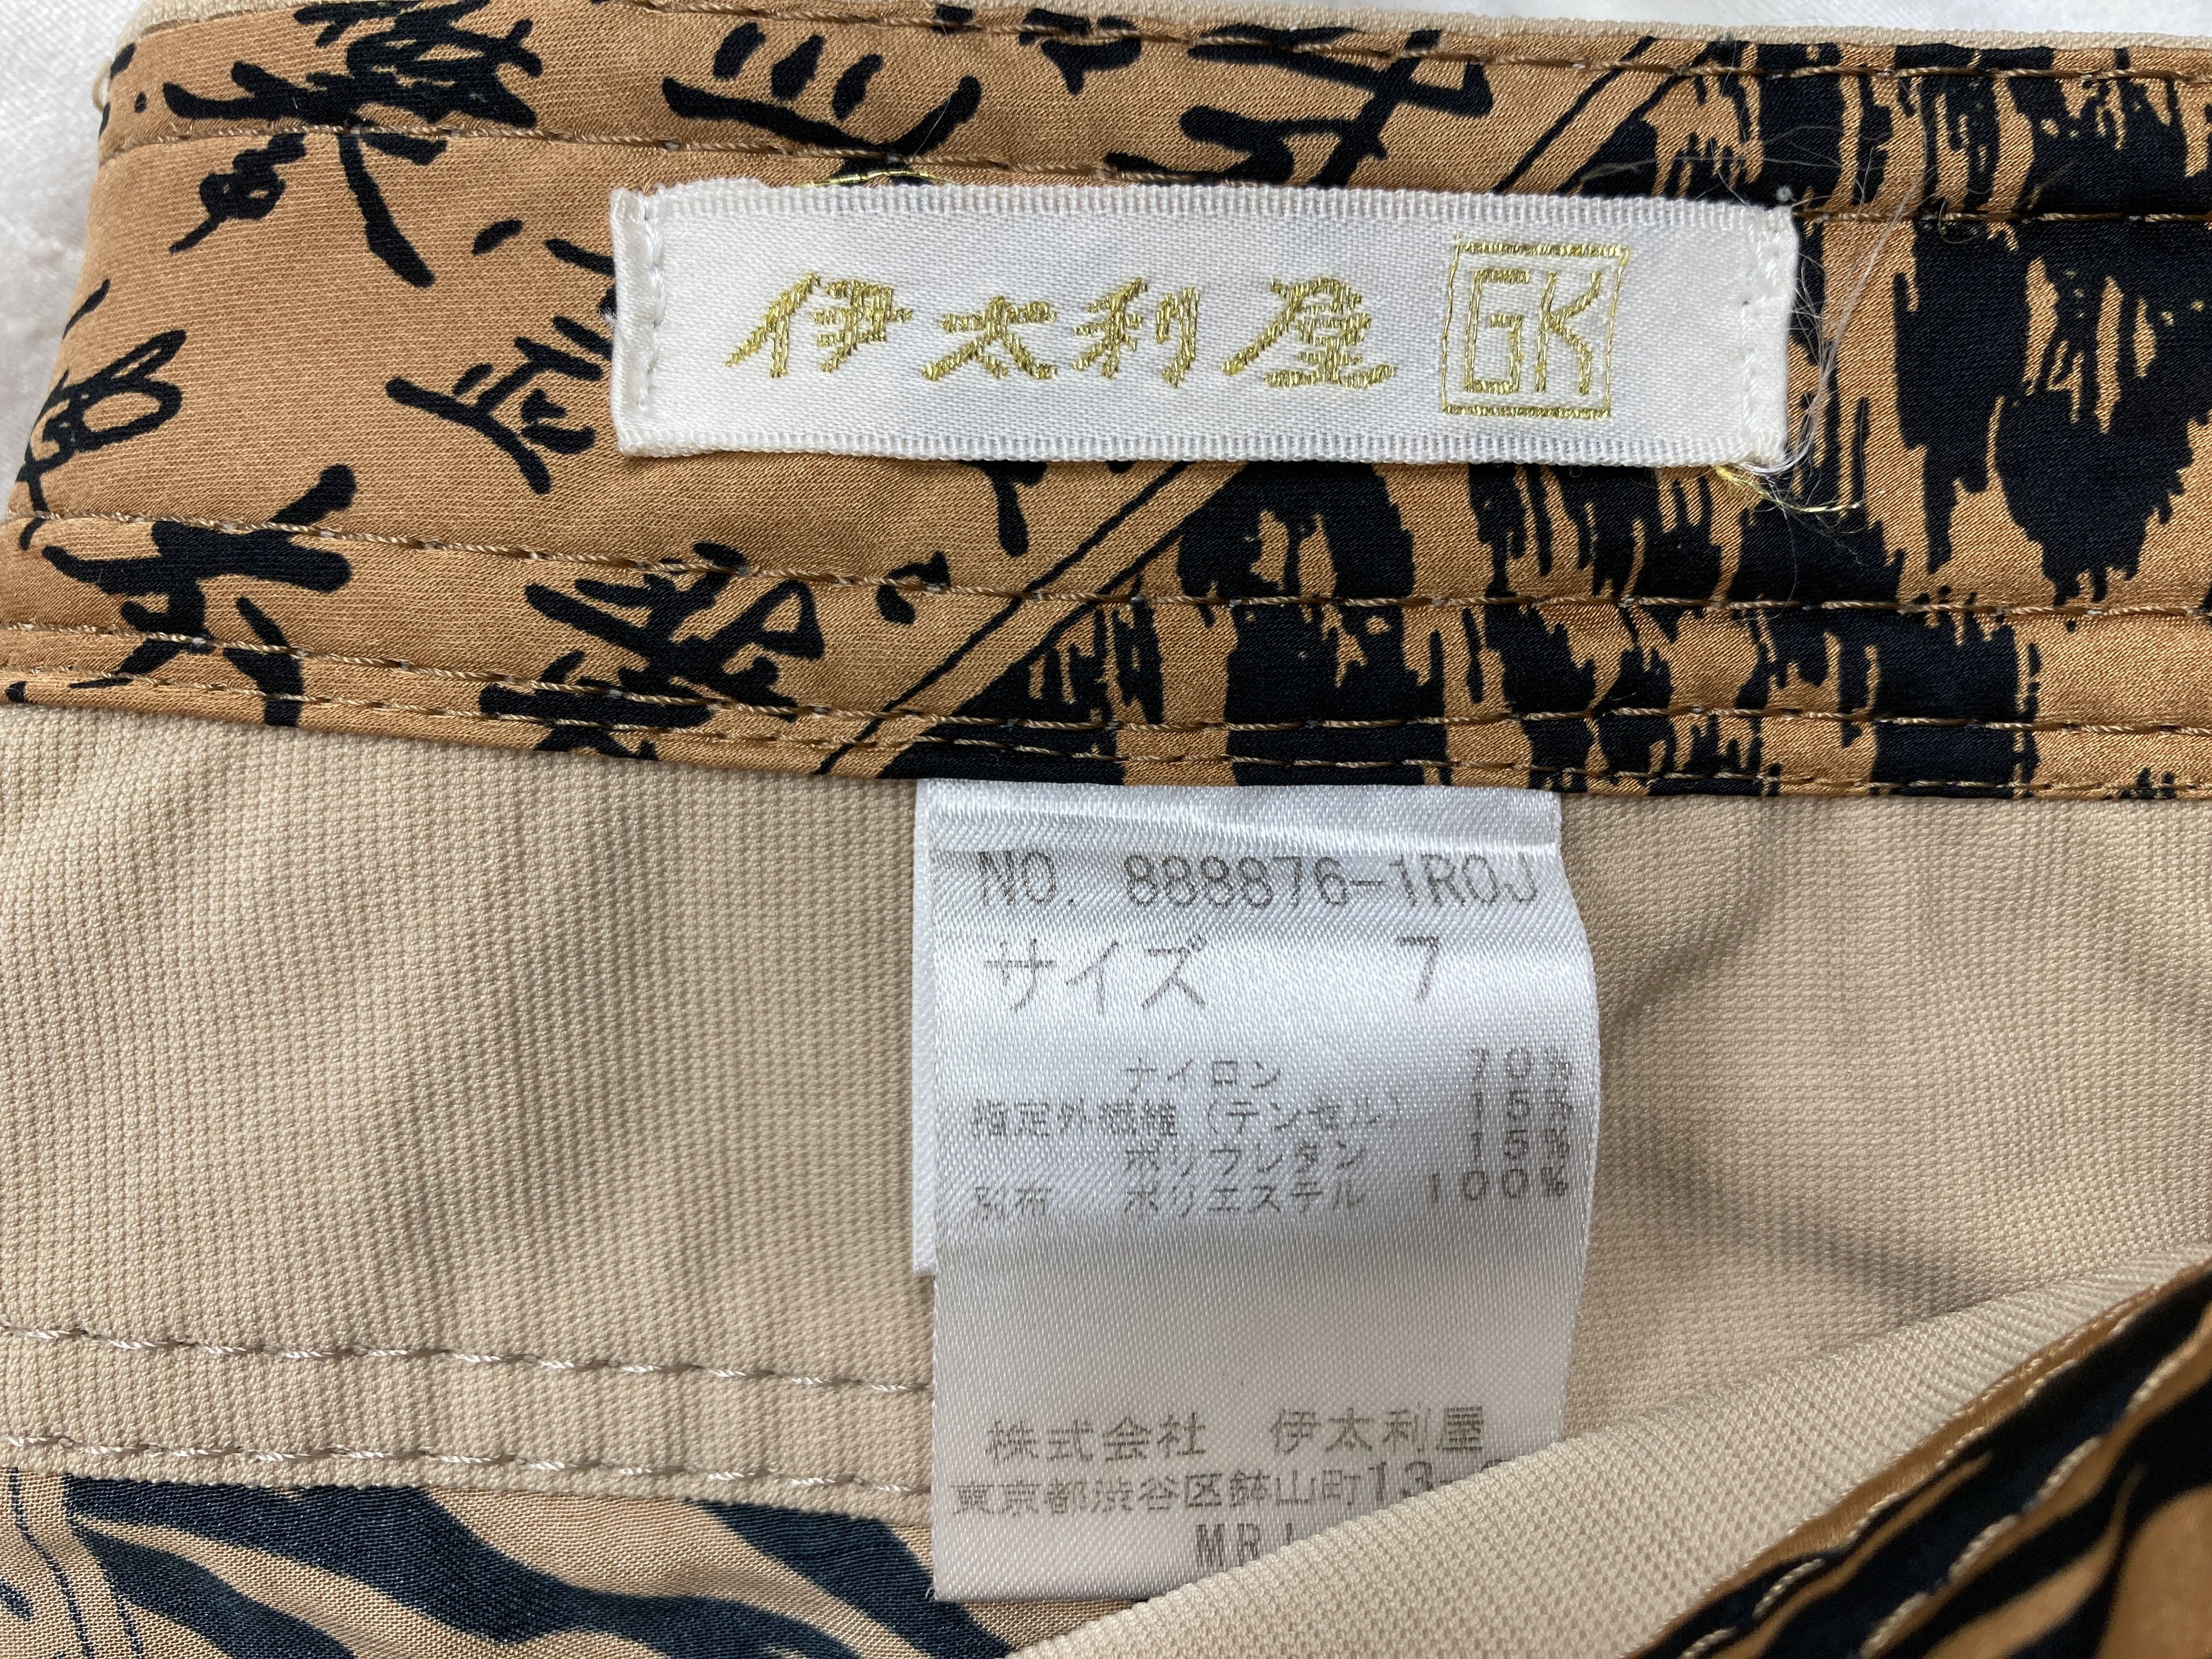 伊太利屋 GK
NO. 888876-1R0J
サイズ 7
ナイロン 70%
指定外繊維(テンセル) 15%
ポリウレタン 15%
別布 ポリエステル 100%
株式会社 伊太利屋
東京都渋谷区鉢山町13-